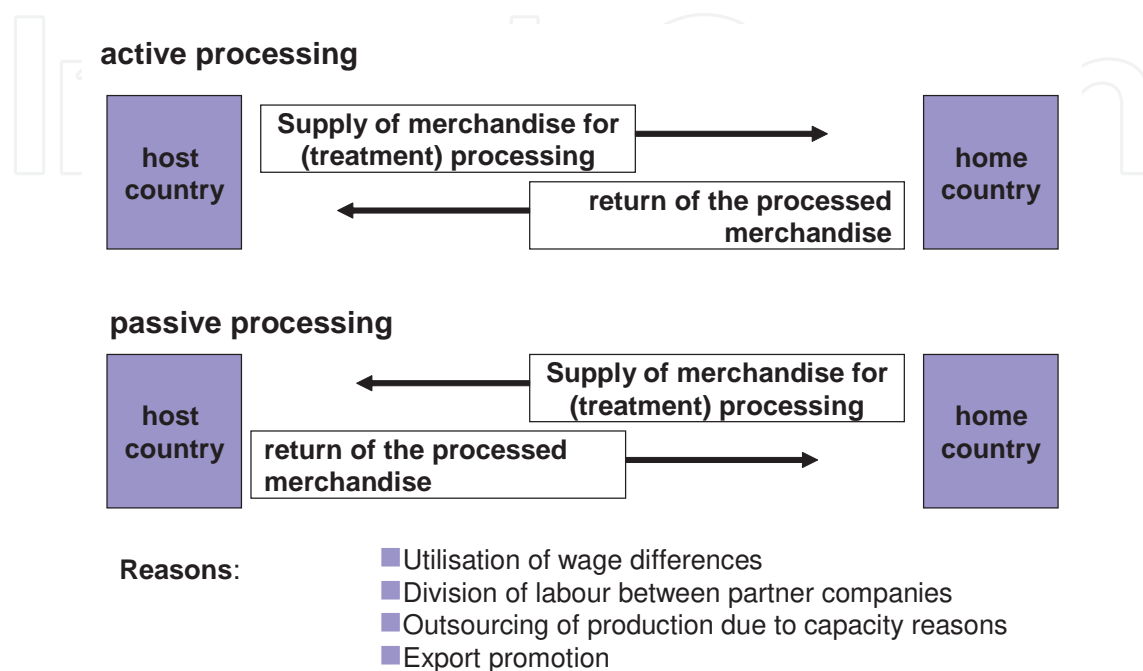 active processing
host
country
Supply of merchandise for
(treatment) processing
return of the processed
merchandise
home
country
passive processing
host
country
Supply of merchandise for
(treatment) processing
return of the processed
merchandise
home
country
Reasons:
Utilisation of wage differences
Division of labour between partner companies
Outsourcing of production due to capacity reasons
Export promotion